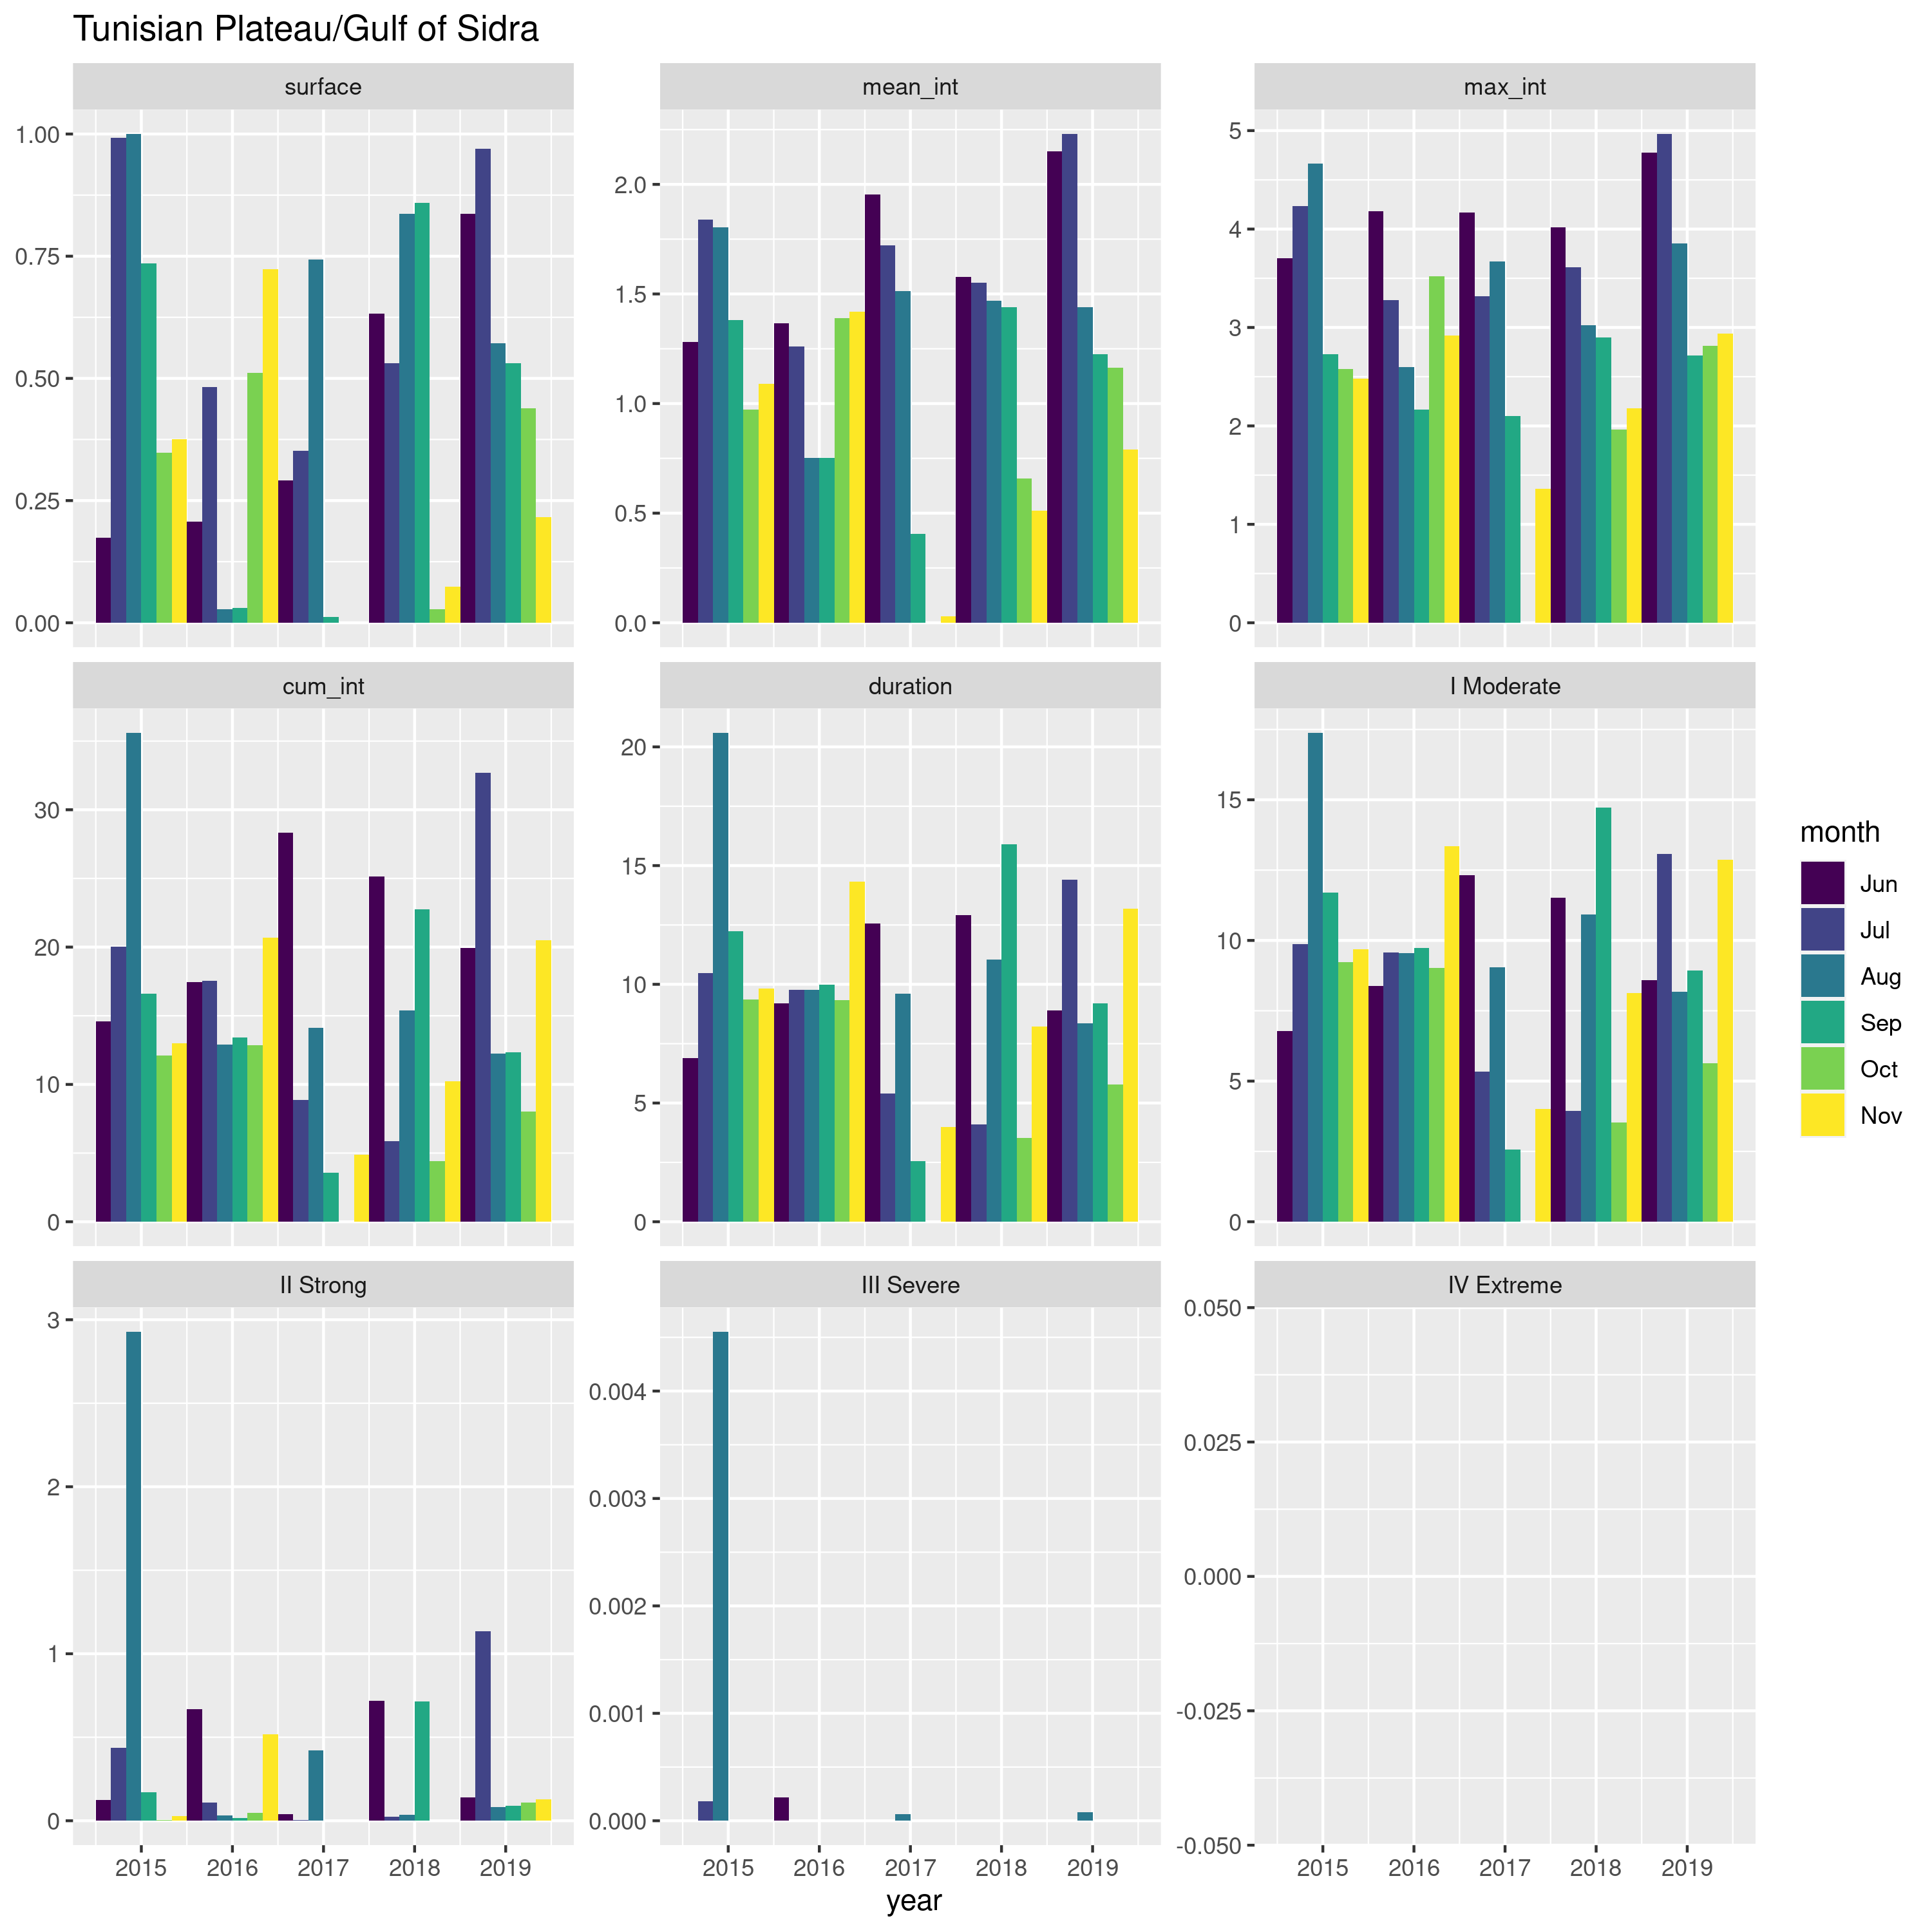 Tunisian Plateau/Gulf of Sidra
surface
mean_int
max_int
1.00
0.75
0.50
0.25
0.00
2.0
1.5
1.0
0.5
0.0
5
4
3
2
1
0
cum_int
duration
I Moderate
30
20
10
0
20
15
10
5
0
15
10
5
0
month
Jun
Jul
Aug
Sep
Oct
Nov
II Strong
III Severe
IV Extreme
3
2
1
0
0.004
0.003
0.002
0.001
0.000
0.050
0.025
0.000
-0.025
-0.050
2015 2016 2017 2018 2019
2015 2016 2017 2018 2019
2015 2016 2017 2018 2019
year